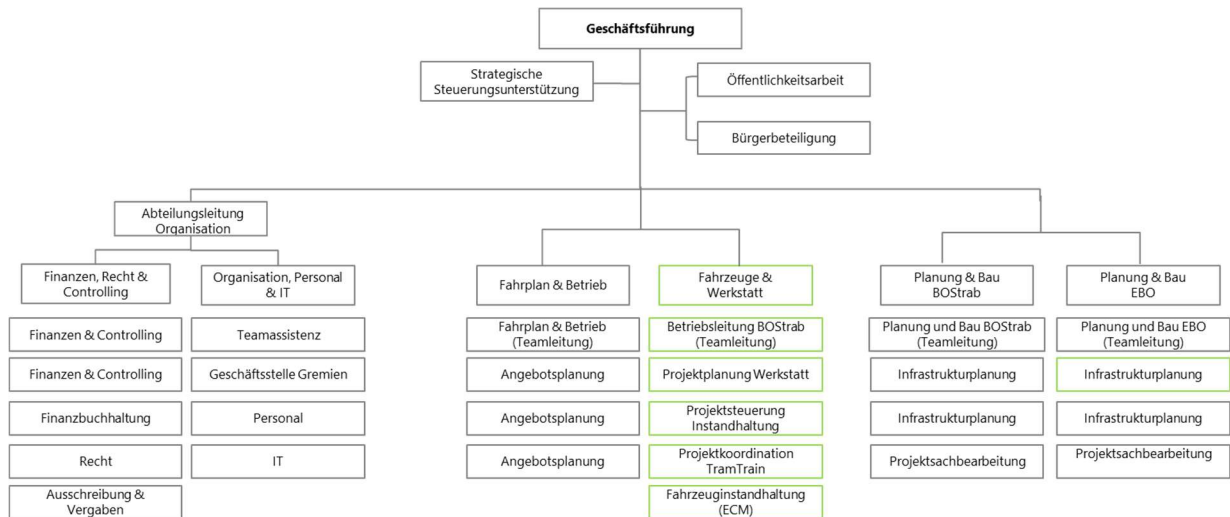 Geschäftsführung
Strategische
Steuerungsunterstützung
Öffentlichkeitsarbeit
Bürgerbeteiligung
Abteilungsleitung
Organisation
Finanzen, Recht &
Controlling
Organisation, Personal
& IT
Fahrplan & Betrieb
Fahrzeuge &
Werkstatt
Planung & Bau
BOStrab
Planung & Bau
EBO
Finanzen & Controlling
Teamassistenz
Fahrplan & Betrieb
(Teamleitung)
Betriebsleitung BOStrab
(Teamleitung)
Planung und Bau BOStrab
(Teamleitung)
Planung und Bau EBO
(Teamleitung)
Finanzen & Controlling
Geschäftsstelle Gremien
Angebotsplanung
Projektplanung Werkstatt
Infrastrukturplanung
Infrastrukturplanung
Finanzbuchhaltung
Personal
Angebotsplanung
Projektsteuerung
Instandhaltung
Infrastrukturplanung
Infrastrukturplanung
Recht
IT
Angebotsplanung
Projektkoordination
TramTrain
Projektsachbearbeitung
Projektsachbearbeitung
Ausschreibung &
Vergaben
Fahrzeuginstandhaltung
(ECM)